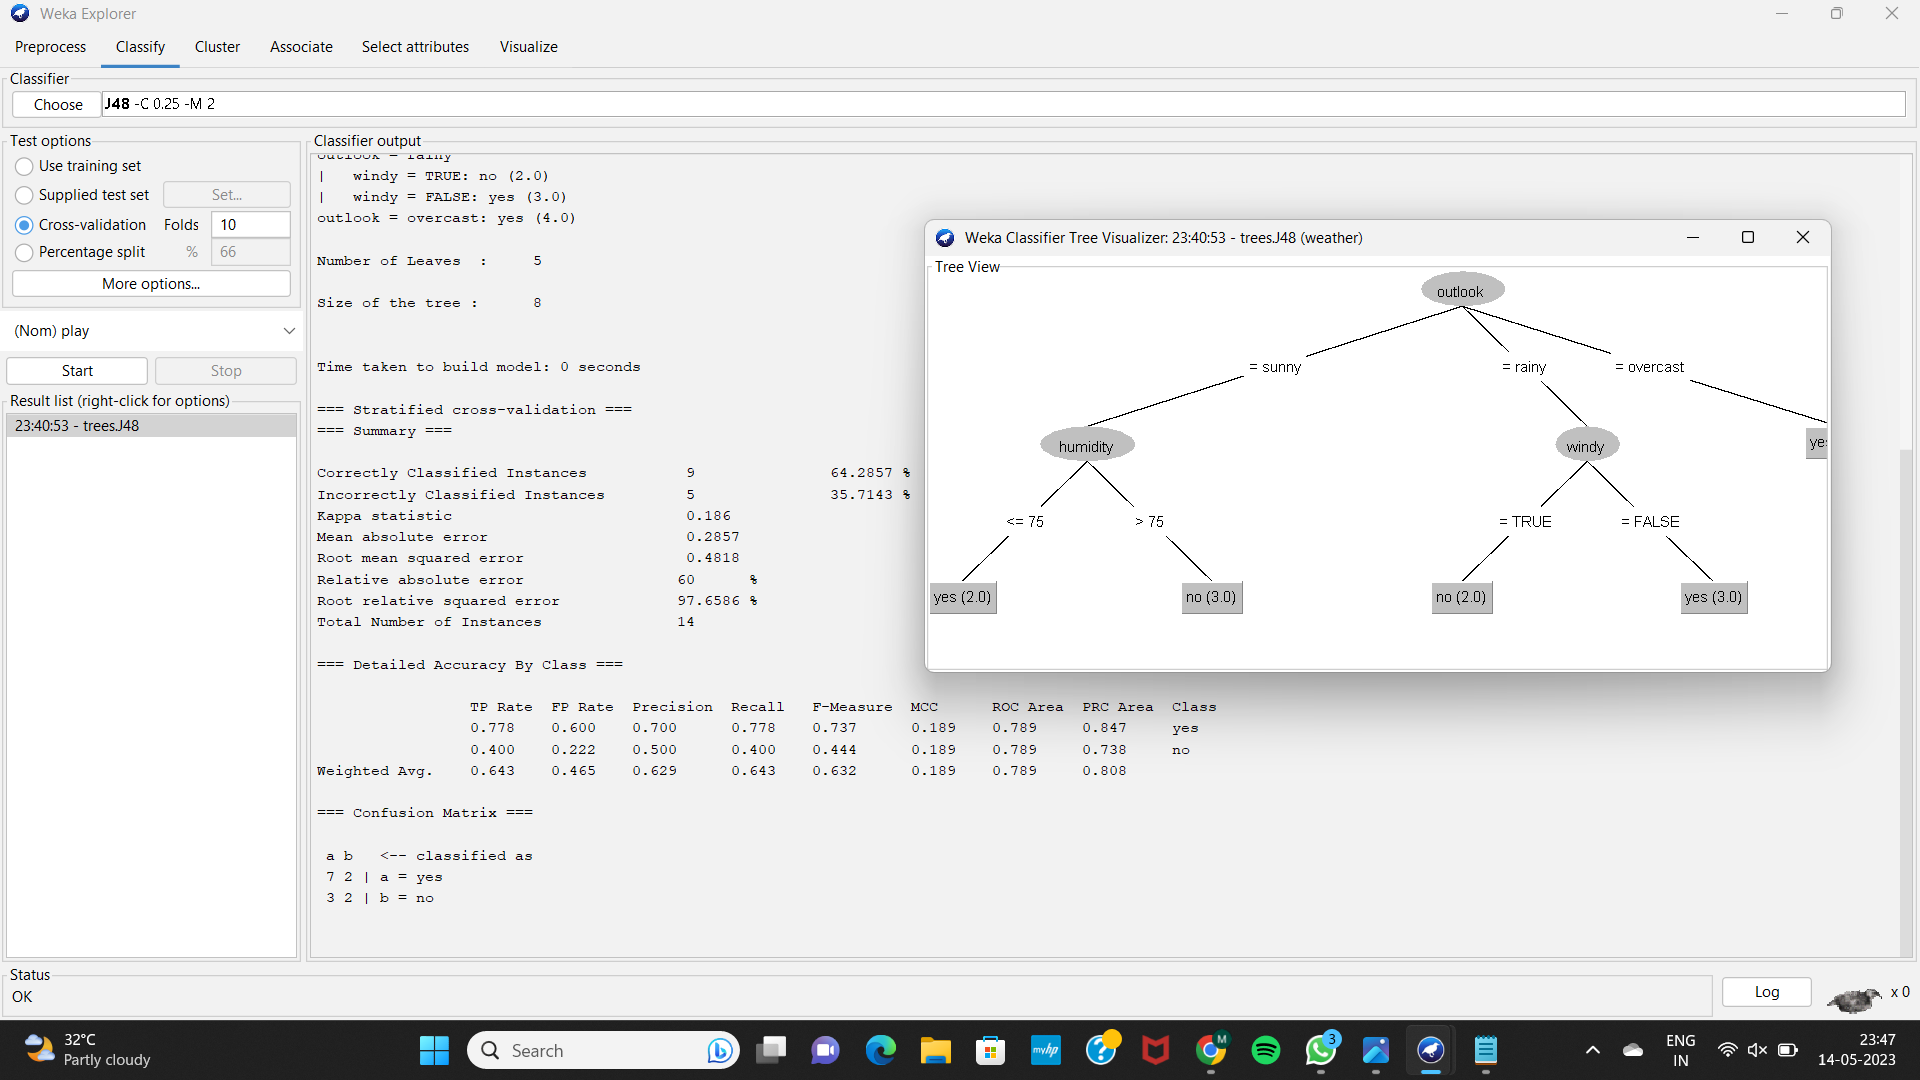 Weka Explorer
Preprocess Classify Cluster Associate Select attributes Visualize
Classifier
Choose J48 -C 0.25 -M 2
Test options
Use training set
Supplied test set Set...
Cross-validation Folds 10
Percentage split % 66
More options...
(Nom) play
Start Stop
Result list (right-click for options)
23:40:53 - trees.J48
Classifier output
outlook = rainy
|   windy = TRUE: no (2.0)
|   windy = FALSE: yes (3.0)
outlook = overcast: yes (4.0)
Number of Leaves  :     5
Size of the tree :      8
Time taken to build model: 0 seconds
=== Stratified cross-validation ===
=== Summary ===
Correctly Classified Instances           9               64.2857 %
Incorrectly Classified Instances         5               35.7143 %
Kappa statistic                          0.186
Mean absolute error                      0.2857
Root mean squared error                  0.4818
Relative absolute error                 60      %
Root relative squared error             97.6586 %
Total Number of Instances               14
=== Detailed Accuracy By Class ===
TP Rate  FP Rate  Precision  Recall   F-Measure  MCC      ROC Area  PRC Area  Class
0.778    0.600    0.700      0.778    0.737      0.189    0.789     0.847     yes
0.400    0.222    0.500      0.400    0.444      0.189    0.789     0.738     no
Weighted Avg.    0.643    0.465    0.629      0.643    0.632      0.189    0.789     0.808
=== Confusion Matrix ===
a b   <-- classified as
7 2 | a = yes
3 2 | b = no
Weka Classifier Tree Visualizer: 23:40:53 - trees.J48 (weather)
Tree View
outlook
= sunny = rainy = overcast
humidity windy yes
<= 75 > 75 = TRUE = FALSE
yes (2.0) no (3.0) no (2.0) yes (3.0)
Status
OK
Log x 0
32°C
Partly cloudy
Search
myhp
?
M
3
ENG
IN
23:47
14-05-2023